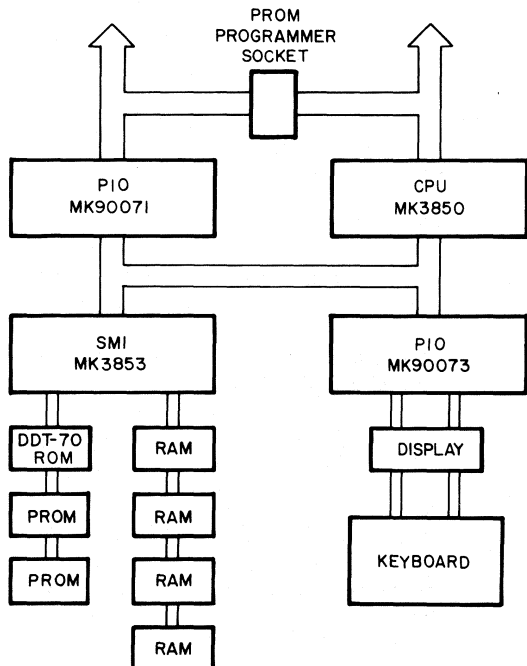 PROM
PROGRAMMER
SOCKET
PIO
MK90071
CPU
MK3850
SMI
MK3853
PIO
MK90073
DDT-70
ROM
RAM
DISPLAY
PROM
RAM
KEYBOARD
PROM
RAM
RAM